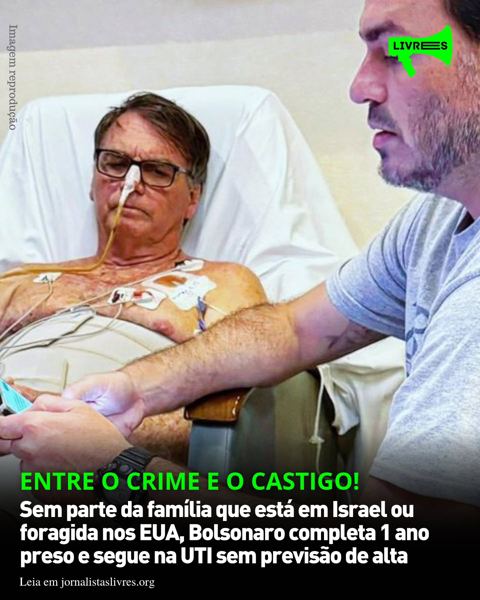 Imagem reprodução
LIVRES
ENTRE O CRIME E O CASTIGO!
Sem parte da família que está em Israel ou
foragida nos EUA, Bolsonaro completa 1 ano
preso e segue na UTI sem previsão de alta
Leia em jornalistaslivres.org